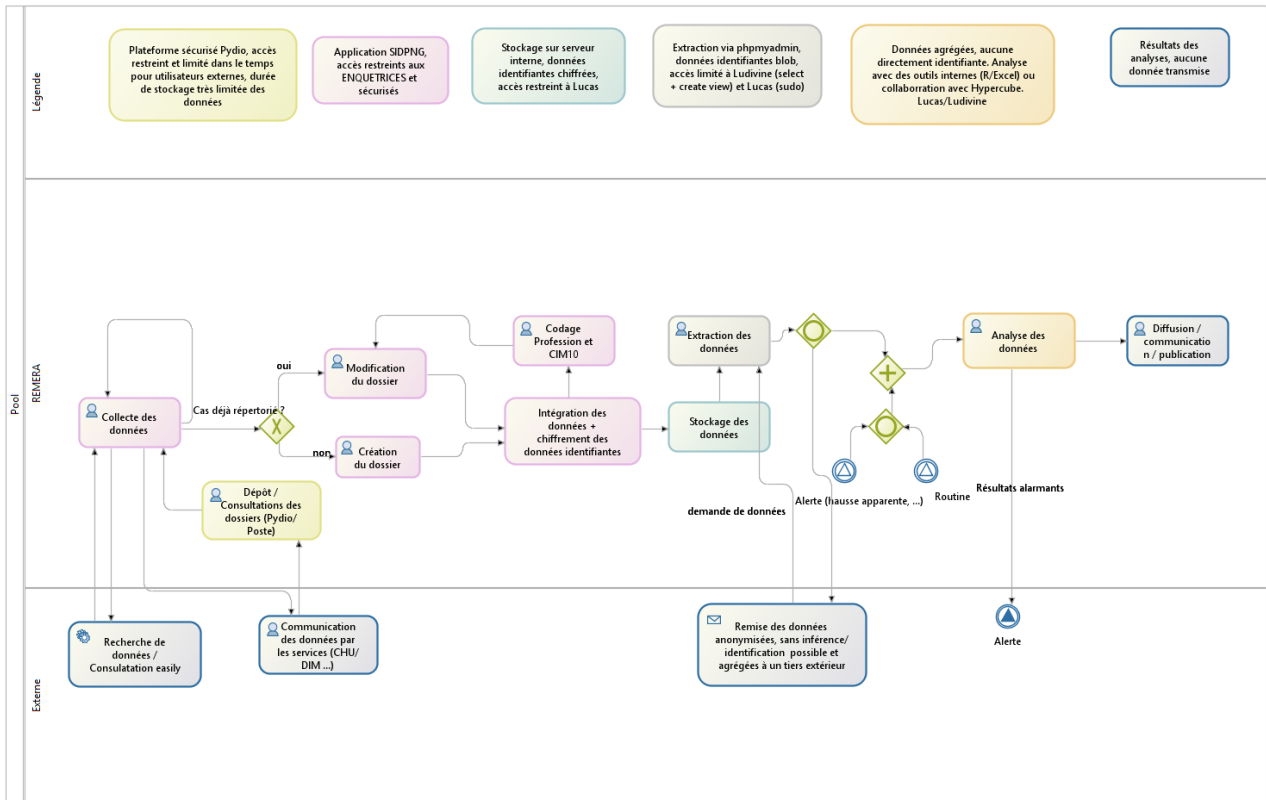 Pool
Légende
Plateforme sécurisé Pydio, accès
restreint et limité dans le temps
pour utilisateurs externes, durée
de stockage très limitée des
données
Application SIDPNG,
accès restreints aux
ENQUETRICES et
sécurisés
Stockage sur serveur
interne, données
identifiantes chiffrées,
accès restreint à Lucas
Extraction via phpmyadmin,
données identifiantes blob,
accès limité à Ludivine (select
+ create view) et Lucas (sudo)
Données agrégées, aucune
directement identifiante. Analyse
avec des outils internes (R/Excel) ou
collaboration avec Hypercube.
Lucas/Ludivine
Résultats des
analyses, aucune
donnée transmise
REMERA
Collecte des
données
Cas déjà répertorié ?
oui
non
Modification
du dossier
Création
du dossier
Codage
Profession et
CIM10
Intégration des
données +
chiffrement des
données identifiantes
Stockage des
données
Extraction des
données
Analyse des
données
Diffusion /
communicatio
n / publication
Dépôt /
Consultations des
dossiers (Pydio/
Poste)
demande de données
Alerte (hausse apparente, ...)
Routine
Résultats alarmants
Externe
Recherche de
données /
Consulatation easily
Communication
des données par
les services (CHU/
DIM ...)
Remise des données
anonymisées, sans inférence/
identification possible et
agrégées à un tiers extérieur
Alerte